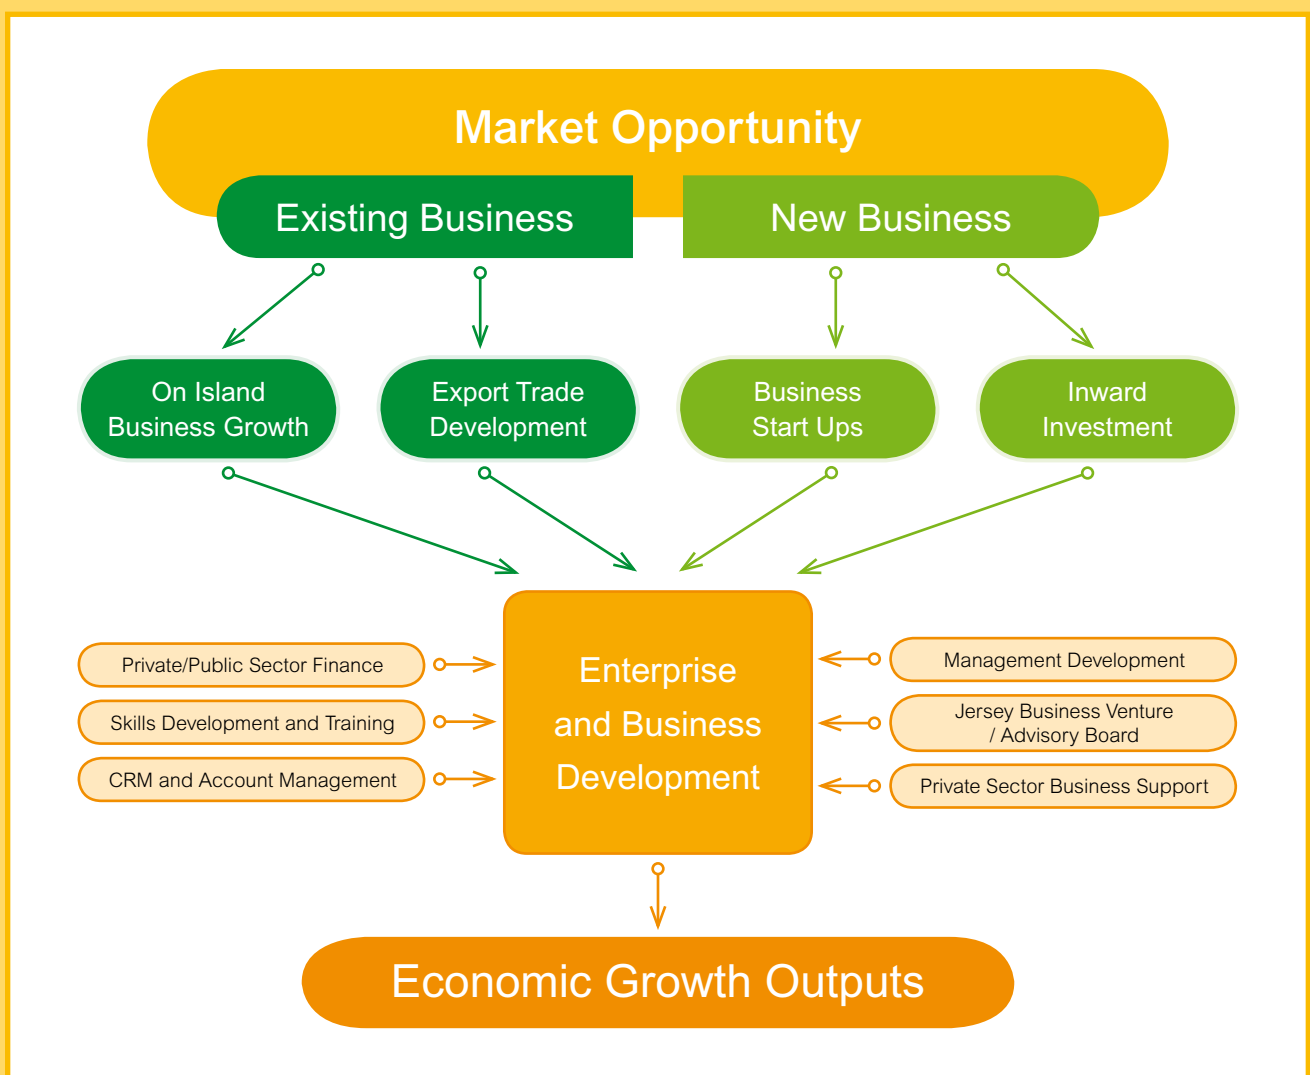 Market Opportunity
Existing Business
New Business
On Island
Business Growth
Export Trade
Development
Business
Start Ups
Inward
Investment
Private/Public Sector Finance
Skills Development and Training
CRM and Account Management
Enterprise
and Business
Development
Management Development
Jersey Business Venture
/ Advisory Board
Private Sector Business Support
Economic Growth Outputs